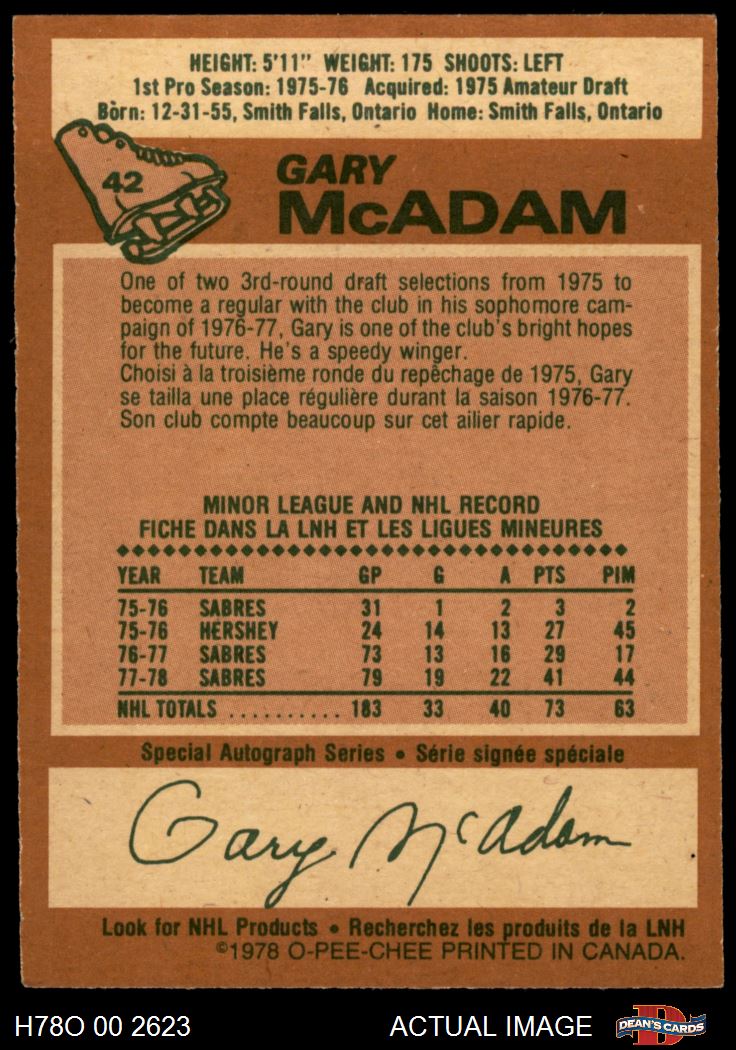 HEIGHT: 5'11" WEIGHT: 175 SHOOTS: LEFT
1st Pro Season: 1975-76 Acquired: 1975 Amateur Draft
Born: 12-31-55, Smith Falls, Ontario Home: Smith Falls, Ontario
42
GARY
McADAM
One of two 3rd-round draft selections from 1975 to
become a regular with the club in his sophomore cam-
paign of 1976-77, Gary is one of the club's bright hopes
for the future. He's a speedy winger.
Choisi à la troisième ronde du repêchage de 1975, Gary
se tailla une place régulière durant la saison 1976-77.
Son club compte beaucoup sur cet ailier rapide.
MINOR LEAGUE AND NHL RECORD
FICHE DANS LA LNH ET LES LIGUES MINEURES
YEAR TEAM GP G A PTS PIM
75-76 SABRES 31 1 2 3 2
75-76 HERSHEY 24 14 13 27 45
76-77 SABRES 73 13 16 29 17
77-78 SABRES 79 19 22 41 44
NHL TOTALS .......... 183 33 40 73 63
Special Autograph Series • Série signée spéciale
Gary McAdam
Look for NHL Products • Recherchez les produits de la LNH
©1978 O-PEE-CHEE PRINTED IN CANADA.
H78O 00 2623 ACTUAL IMAGE D DEAN'S CARDS